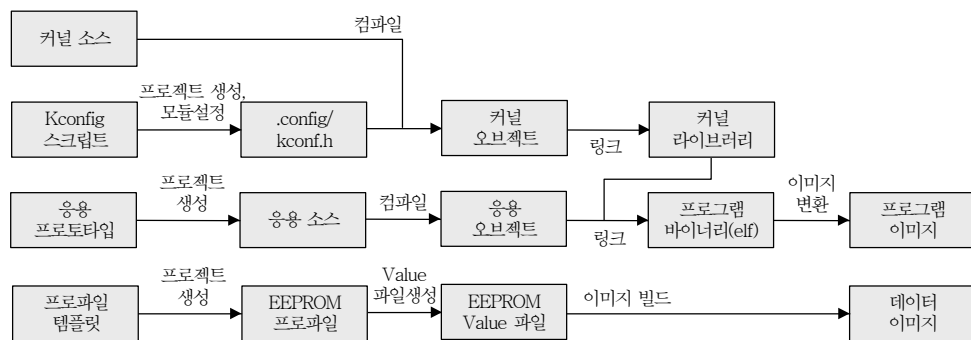 커널 소스
컴파일
Kconfig
스크립트
프로젝트 생성,
모듈설정
.config/
kconf.h
커널
오브젝트
링크
커널
라이브러리
응용
프로토타입
프로젝트
생성
응용 소스
컴파일
응용
오브젝트
링크
프로그램
바이너리(elf)
이미지
변환
프로그램
이미지
프로파일
템플릿
프로젝트
생성
EEPROM
프로파일
Value
파일생성
EEPROM
Value 파일
이미지 빌드
데이터
이미지